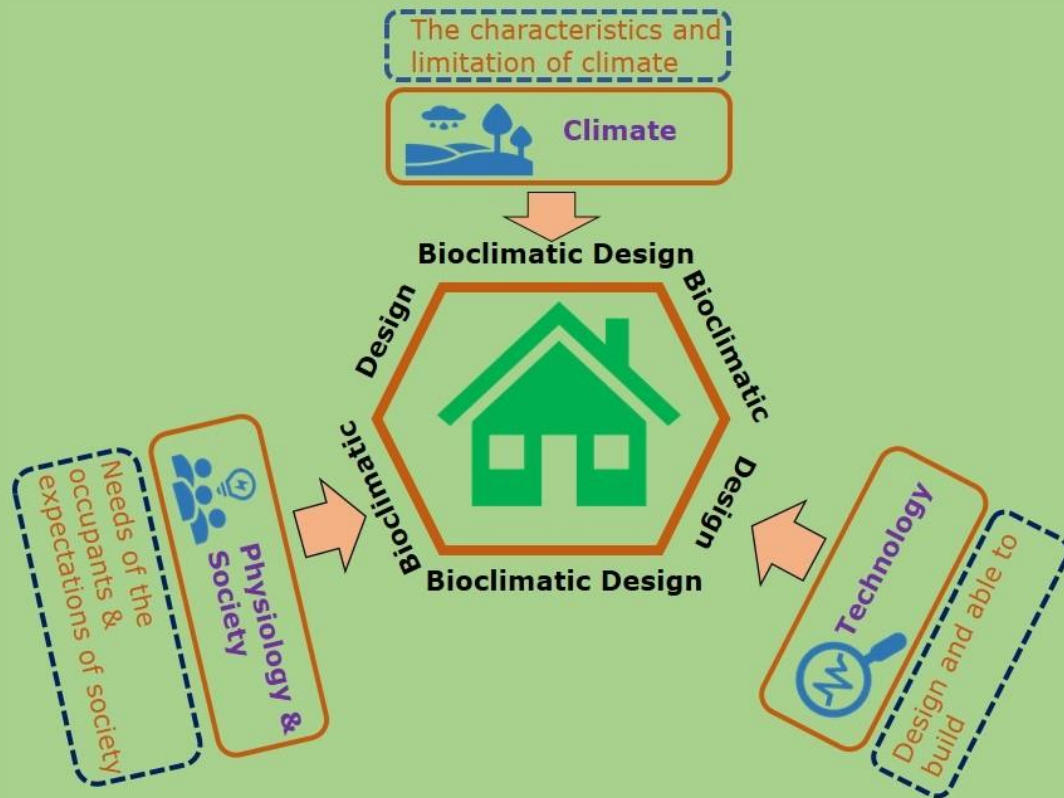 The characteristics and
limitation of climate
Climate
Bioclimatic Design
Bioclimatic
Design
Bioclimatic Design
Bioclimatic
Design
Needs of the
occupants &
expectations of society
Physiology &
Society
Technology
Design and able to
build